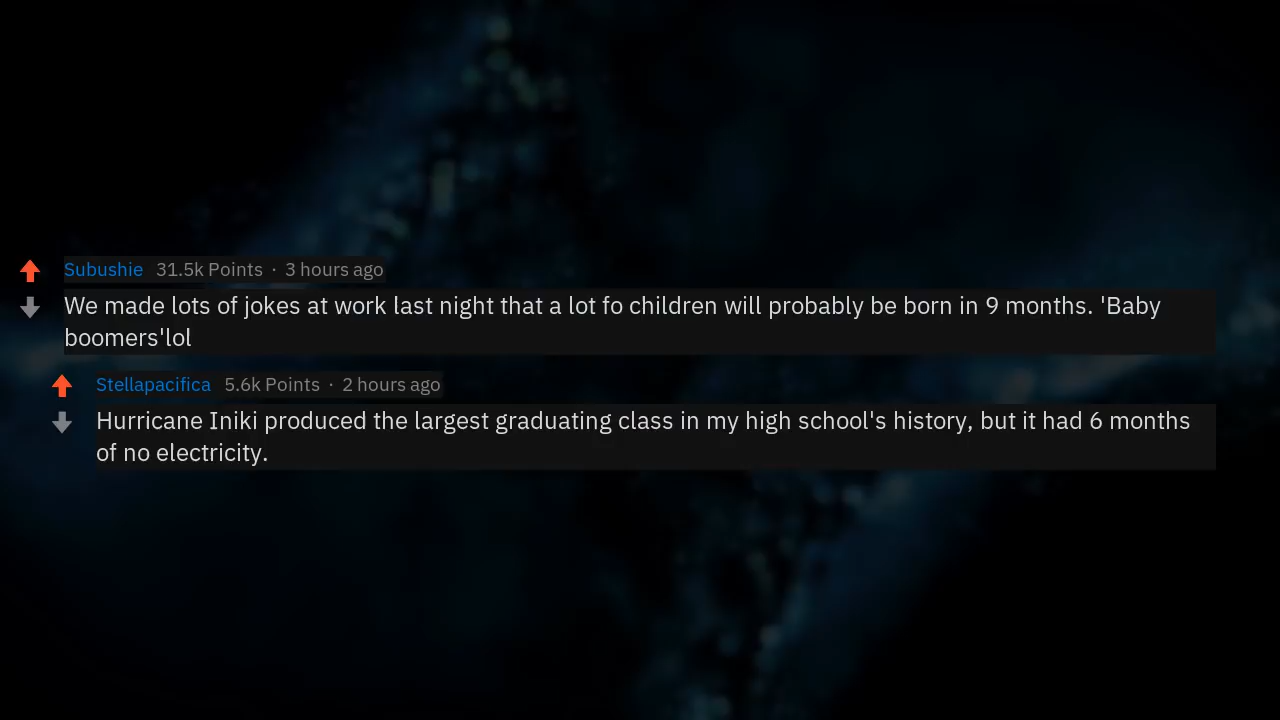 Subushie 31.5k Points · 3 hours ago
We made lots of jokes at work last night that a lot fo children will probably be born in 9 months. 'Baby
boomers'lol
Stellapacifica 5.6k Points · 2 hours ago
Hurricane Iniki produced the largest graduating class in my high school's history, but it had 6 months
of no electricity.